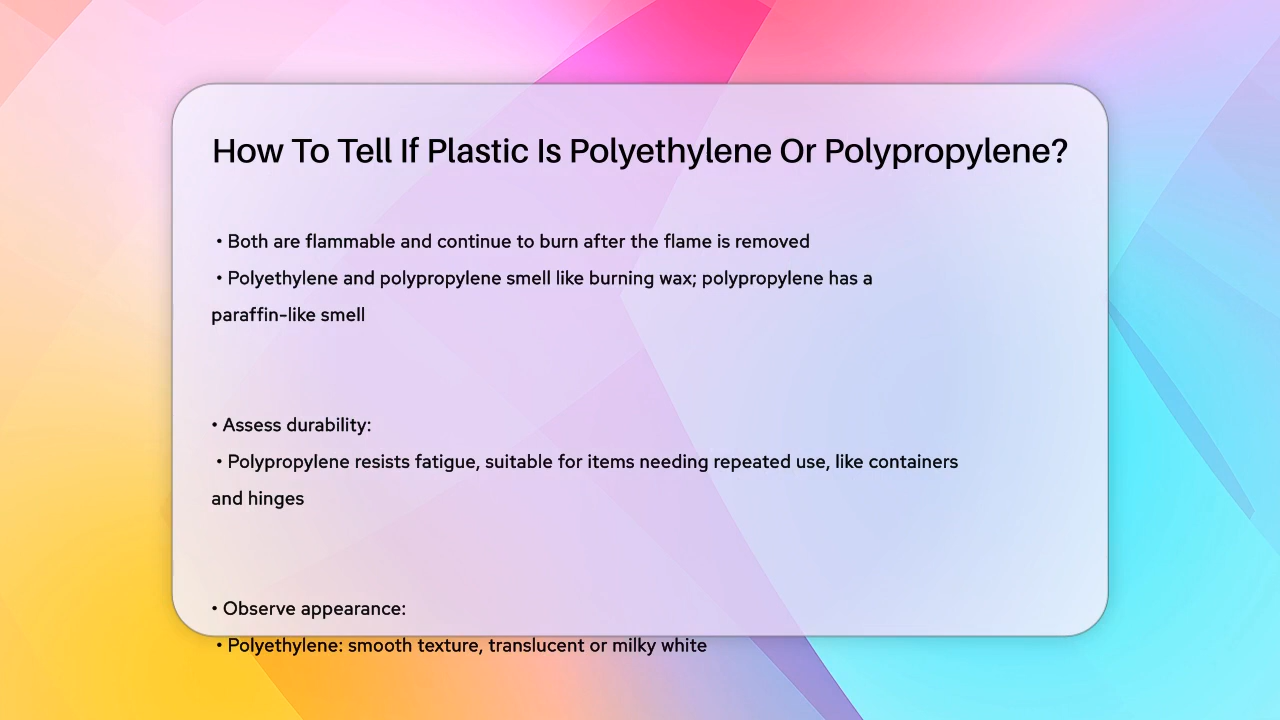 How To Tell If Plastic Is Polyethylene Or Polypropylene?
• Both are flammable and continue to burn after the flame is removed
• Polyethylene and polypropylene smell like burning wax; polypropylene has a
paraffin-like smell
• Assess durability:
• Polypropylene resists fatigue, suitable for items needing repeated use, like containers
and hinges
• Observe appearance:
• Polyethylene: smooth texture, translucent or milky white